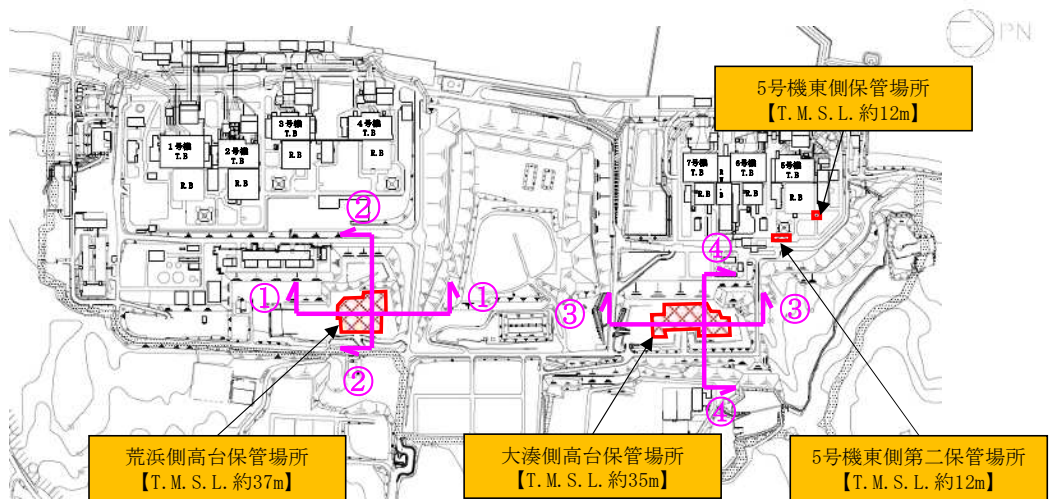 PN
5号機東側保管場所
【T.M.S.L.約12m】
3号機
T.B
4号機
T.B
1号機
T.B
2号機
T.B
R.B
R.B
R.B
R.B
7号機
T.B
6号機
T.B
5号機
T.B
R.B
R.B
R.B
②
④
①
①
③
③
②
④
荒浜側高台保管場所
【T.M.S.L.約37m】
大湊側高台保管場所
【T.M.S.L.約35m】
5号機東側第二保管場所
【T.M.S.L.約12m】